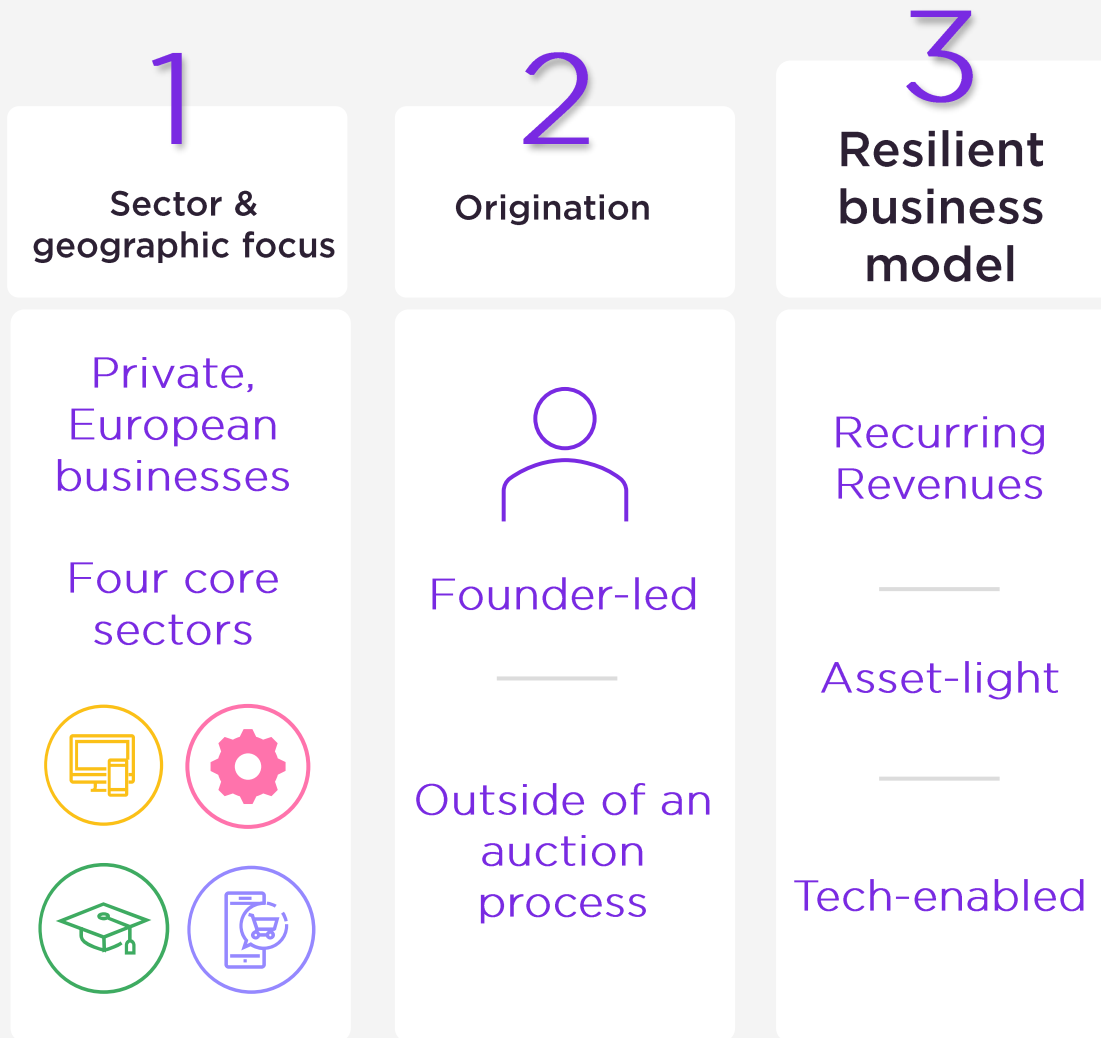 1
Sector &
geographic focus
Private,
European
businesses
Four core
sectors
2
Origination
Founder-led
Outside of an
auction
process
3
Resilient
business
model
Recurring
Revenues
Asset-light
Tech-enabled